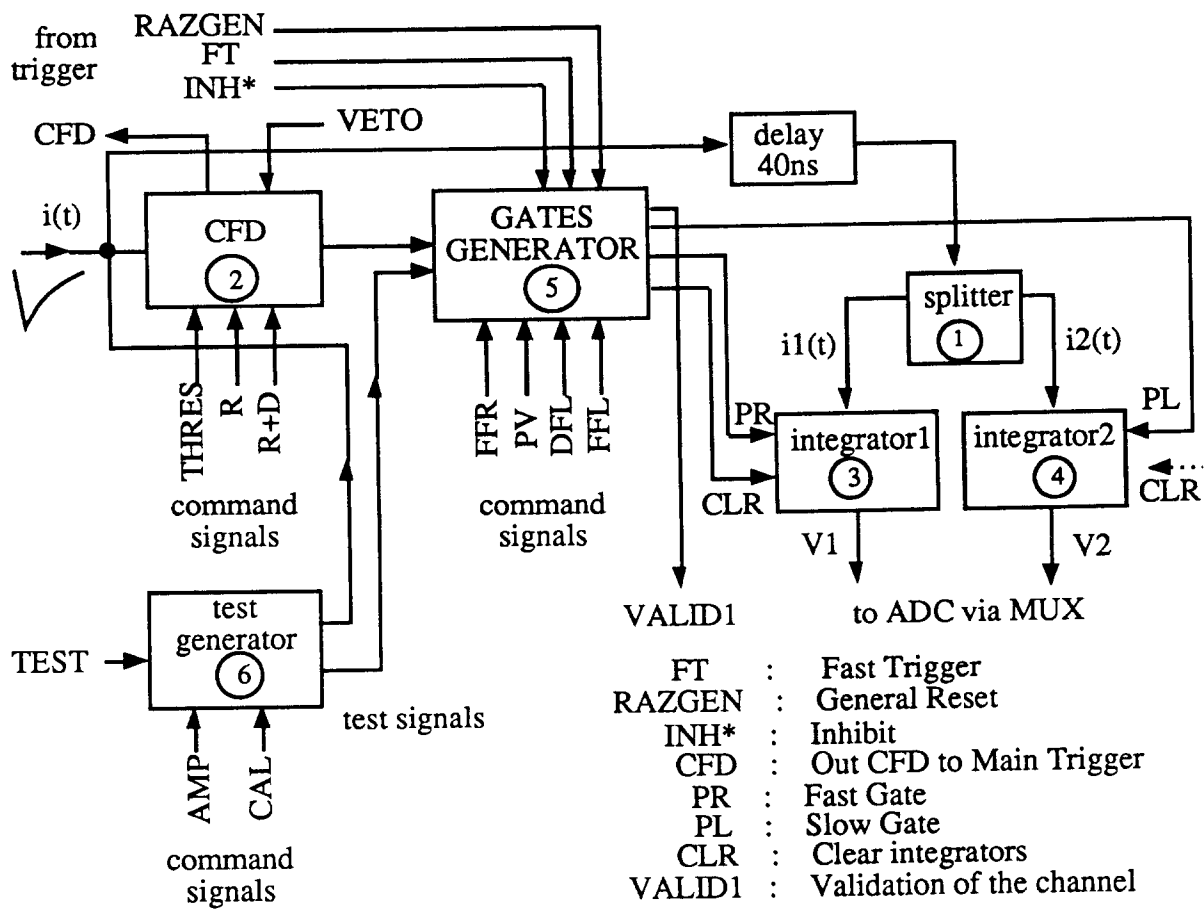 from
trigger
RAZGEN
FT
INH*
CFD
VETO
delay
40ns
i(t)
CFD
2
GATES
GENERATOR
5
splitter
1
i1(t)
i2(t)
THRES
R
R+D
FFR
PV
DFL
FFL
PR
CLR
integrator1
3
integrator2
4
PL
CLR
command
signals
command
signals
V1
V2
VALID1
to ADC via MUX
TEST
test
generator
6
test signals
AMP
CAL
command
signals
FT : Fast Trigger
RAZGEN : General Reset
INH* : Inhibit
CFD : Out CFD to Main Trigger
PR : Fast Gate
PL : Slow Gate
CLR : Clear integrators
VALID1 : Validation of the channel